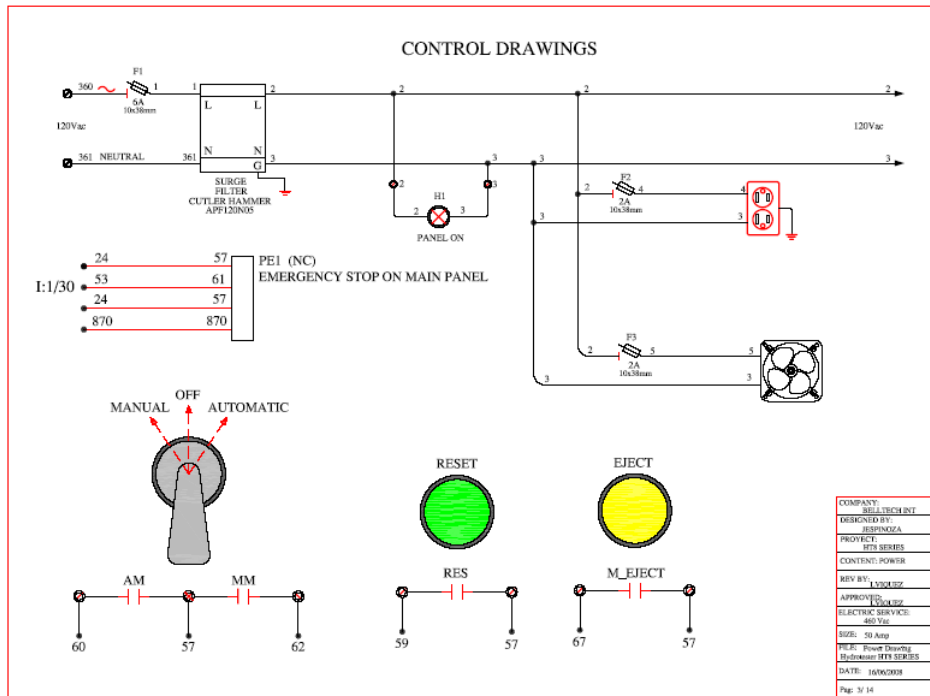 CONTROL DRAWINGS
F1
360
1
1
2
2
2
2
6A
10x38mm
L
L
120Vac
120Vac
N
N
361 NEUTRAL
361
G
3
3
3
3
SURGE
FILTER
CUTLER HAMMER
APF120N05
2
3
H1
2
3
PANEL ON
F2
2
4
4
2A
10x38mm
3
3
24
57
PE1 (NC)
EMERGENCY STOP ON MAIN PANEL
I:1/30
53
61
24
57
870
870
F3
2
5
5
2A
10x38mm
3
3
OFF
MANUAL
AUTOMATIC
RESET
EJECT
AM
MM
RES
M_EJECT
60
57
62
59
57
67
57
COMPANY:
BELLTECH INT
DESIGNED BY:
JESPINOZA
PROYECT:
HT8 SERIES
CONTENT: POWER
REV BY:
LVIQUEZ
APPROVED:
LVIQUEZ
ELECTRIC SERVICE:
460 Vac
SIZE: 50 Amp
FILE: Power Drawing
HT8 SERIES
DATE: 16/06/2008
Pag: 3/ 14